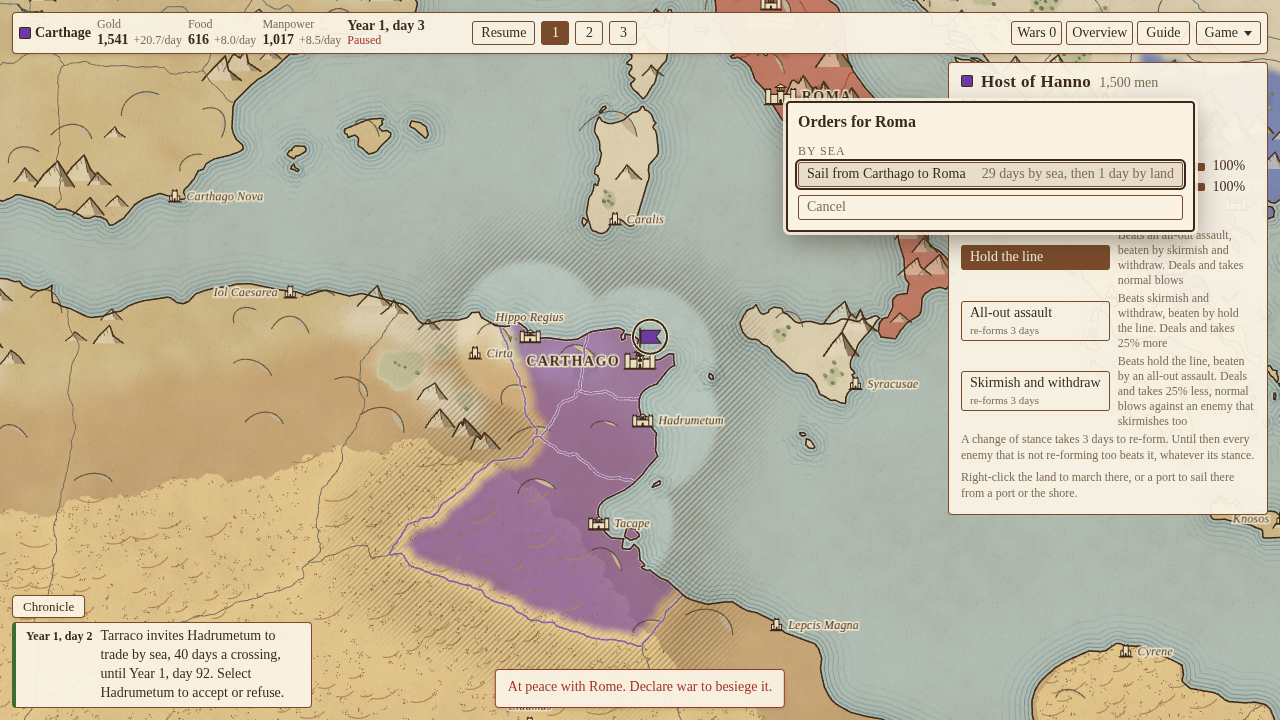 Carthage
Gold
1,541 +20.7/day
Food
616 +8.0/day
Manpower
1,017 +8.5/day
Year 1, day 3
Paused
Resume
1
2
3
Wars 0
Overview
Guide
Game
Host of Hanno 1,500 men
ROMA
Orders for Roma
BY SEA
Sail from Carthago to Roma 29 days by sea, then 1 day by land
Cancel
100%
100%
Hold the line
Beats an all-out assault,
beaten by skirmish and
withdraw. Deals and takes
normal blows
All-out assault
re-forms 3 days
Beats skirmish and
withdraw, beaten by hold
the line. Deals and takes
25% more
Skirmish and withdraw
re-forms 3 days
Beats hold the line, beaten
by an all-out assault. Deals
and takes 25% less, normal
blows against an enemy that
skirmishes too
A change of stance takes 3 days to re-form. Until then every
enemy that is not re-forming too beats it, whatever its stance.
Right-click the land to march there, or a port to sail there
from a port or the shore.
Carthago Nova
Caralis
Iol Caesarea
Hippo Regius
Cirta
CARTHAGO
Syracusae
Hadrumetum
Tacape
Knosos
Lepcis Magna
Cyrene
Chronicle
Year 1, day 2 Tarraco invites Hadrumetum to
trade by sea, 40 days a crossing,
until Year 1, day 92. Select
Hadrumetum to accept or refuse.
At peace with Rome. Declare war to besiege it.